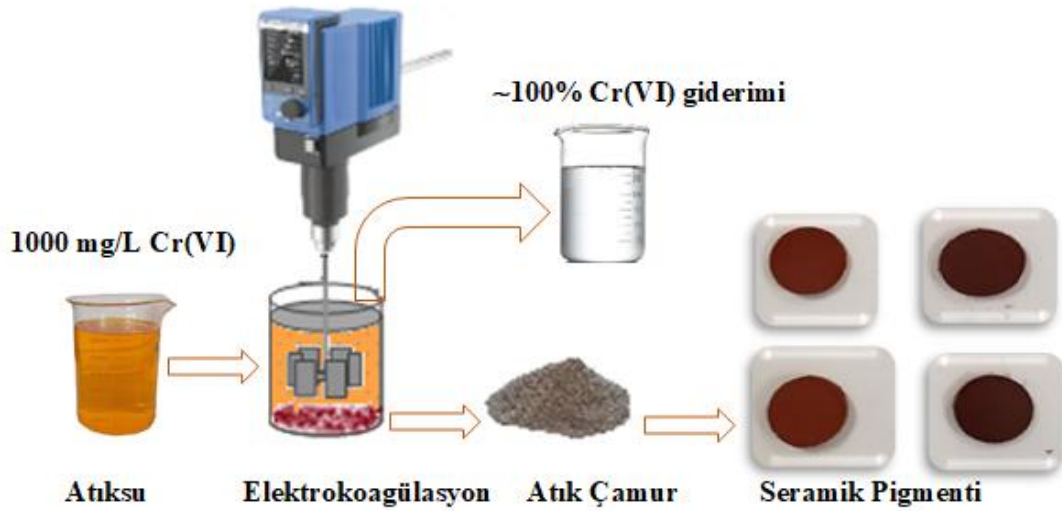 ~100% Cr(VI) giderimi
1000 mg/L Cr(VI)
Atıksu
Elektrokoagülasyon
Atık Çamur
Seramik Pigmenti